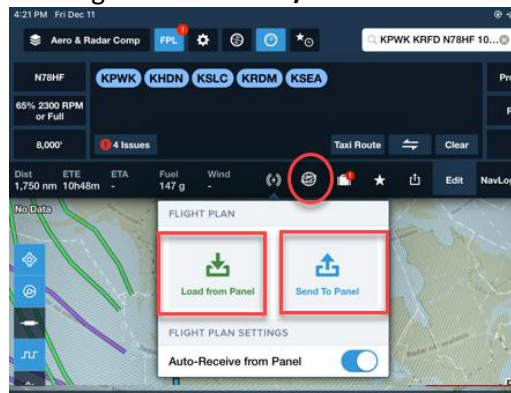 4:21 PM Fri Dec 11
Aero & Radar Comp FPL KPWK KRFD N78HF 10...
N78HF KPWK KHDN KSLC KRDM KSEA
65% 2300 RPM
or Full
8,000' 4 Issues Taxi Route Clear
Dist ETE ETA Fuel Wind
1,750 nm 10h48m - 147 g - Edit NavLog
No Data
FLIGHT PLAN
Load from Panel Send To Panel
FLIGHT PLAN SETTINGS
Auto-Receive from Panel